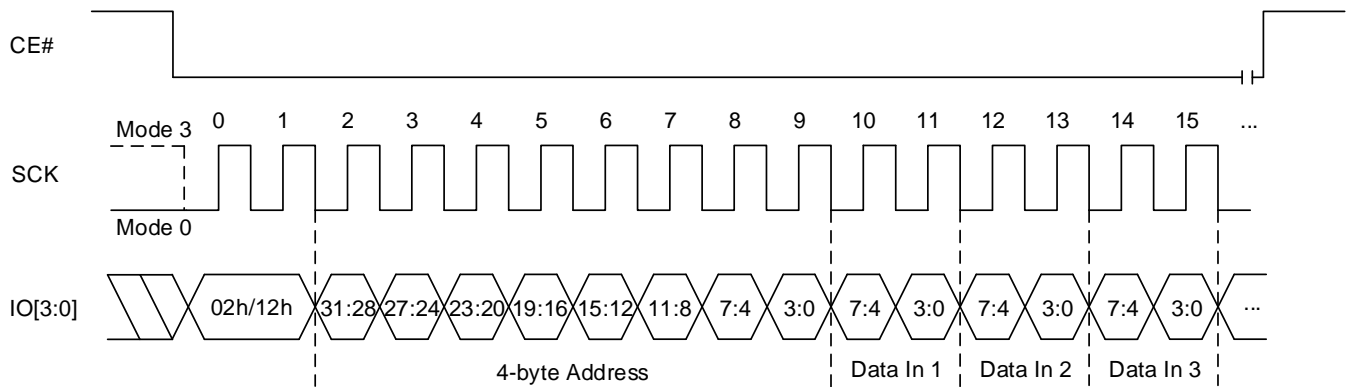 CE#
Mode 3 0 1 2 3 4 5 6 7 8 9 10 11 12 13 14 15 ...
SCK
Mode 0
IO[3:0] 02h/12h 31:28 27:24 23:20 19:16 15:12 11:8 7:4 3:0 7:4 3:0 7:4 3:0 7:4 3:0 ...
4-byte Address Data In 1 Data In 2 Data In 3